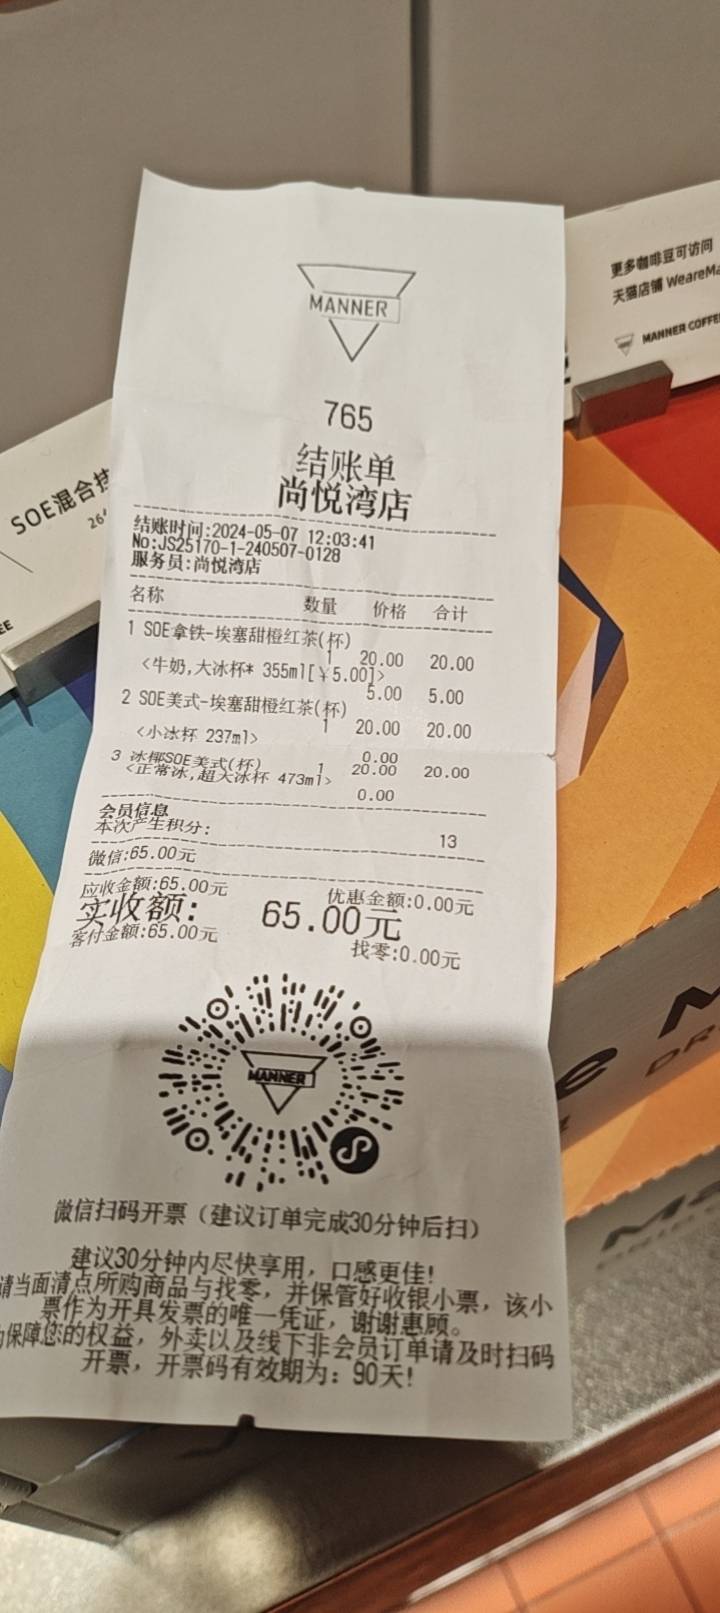 更多咖啡豆可访问
天猫店铺 WeareMa
MANNER COFFEE
SOE混合挂
MANNER
765
结账单
尚悦湾店
结账时间:2024-05-07 12:03:41
No:JS25170-1-240507-0128
服务员:尚悦湾店
名称 数量 价格 合计
1 SOE拿铁-埃塞甜橙红茶(杯)
1 20.00 20.00
<牛奶,大冰杯* 355ml[￥5.00]>
5.00 5.00
2 SOE美式-埃塞甜橙红茶(杯)
1 20.00 20.00
<小冰杯 237ml>
0.00
3 冰椰SOE美式(杯) 1 20.00 20.00
<正常冰,超大冰杯 473ml>
0.00
会员信息
本次产生积分: 13
微信:65.00元
应收金额:65.00元 优惠金额:0.00元
实收额: 65.00元
客付金额:65.00元 找零:0.00元
MANNER
微信扫码开票（建议订单完成30分钟后扫）
建议30分钟内尽快享用，口感更佳!
请当面清点所购商品与找零，并保管好收银小票，该小
票作为开具发票的唯一凭证，谢谢惠顾。
为保障您的权益，外卖以及线下非会员订单请及时扫码
开票，开票码有效期为：90天!